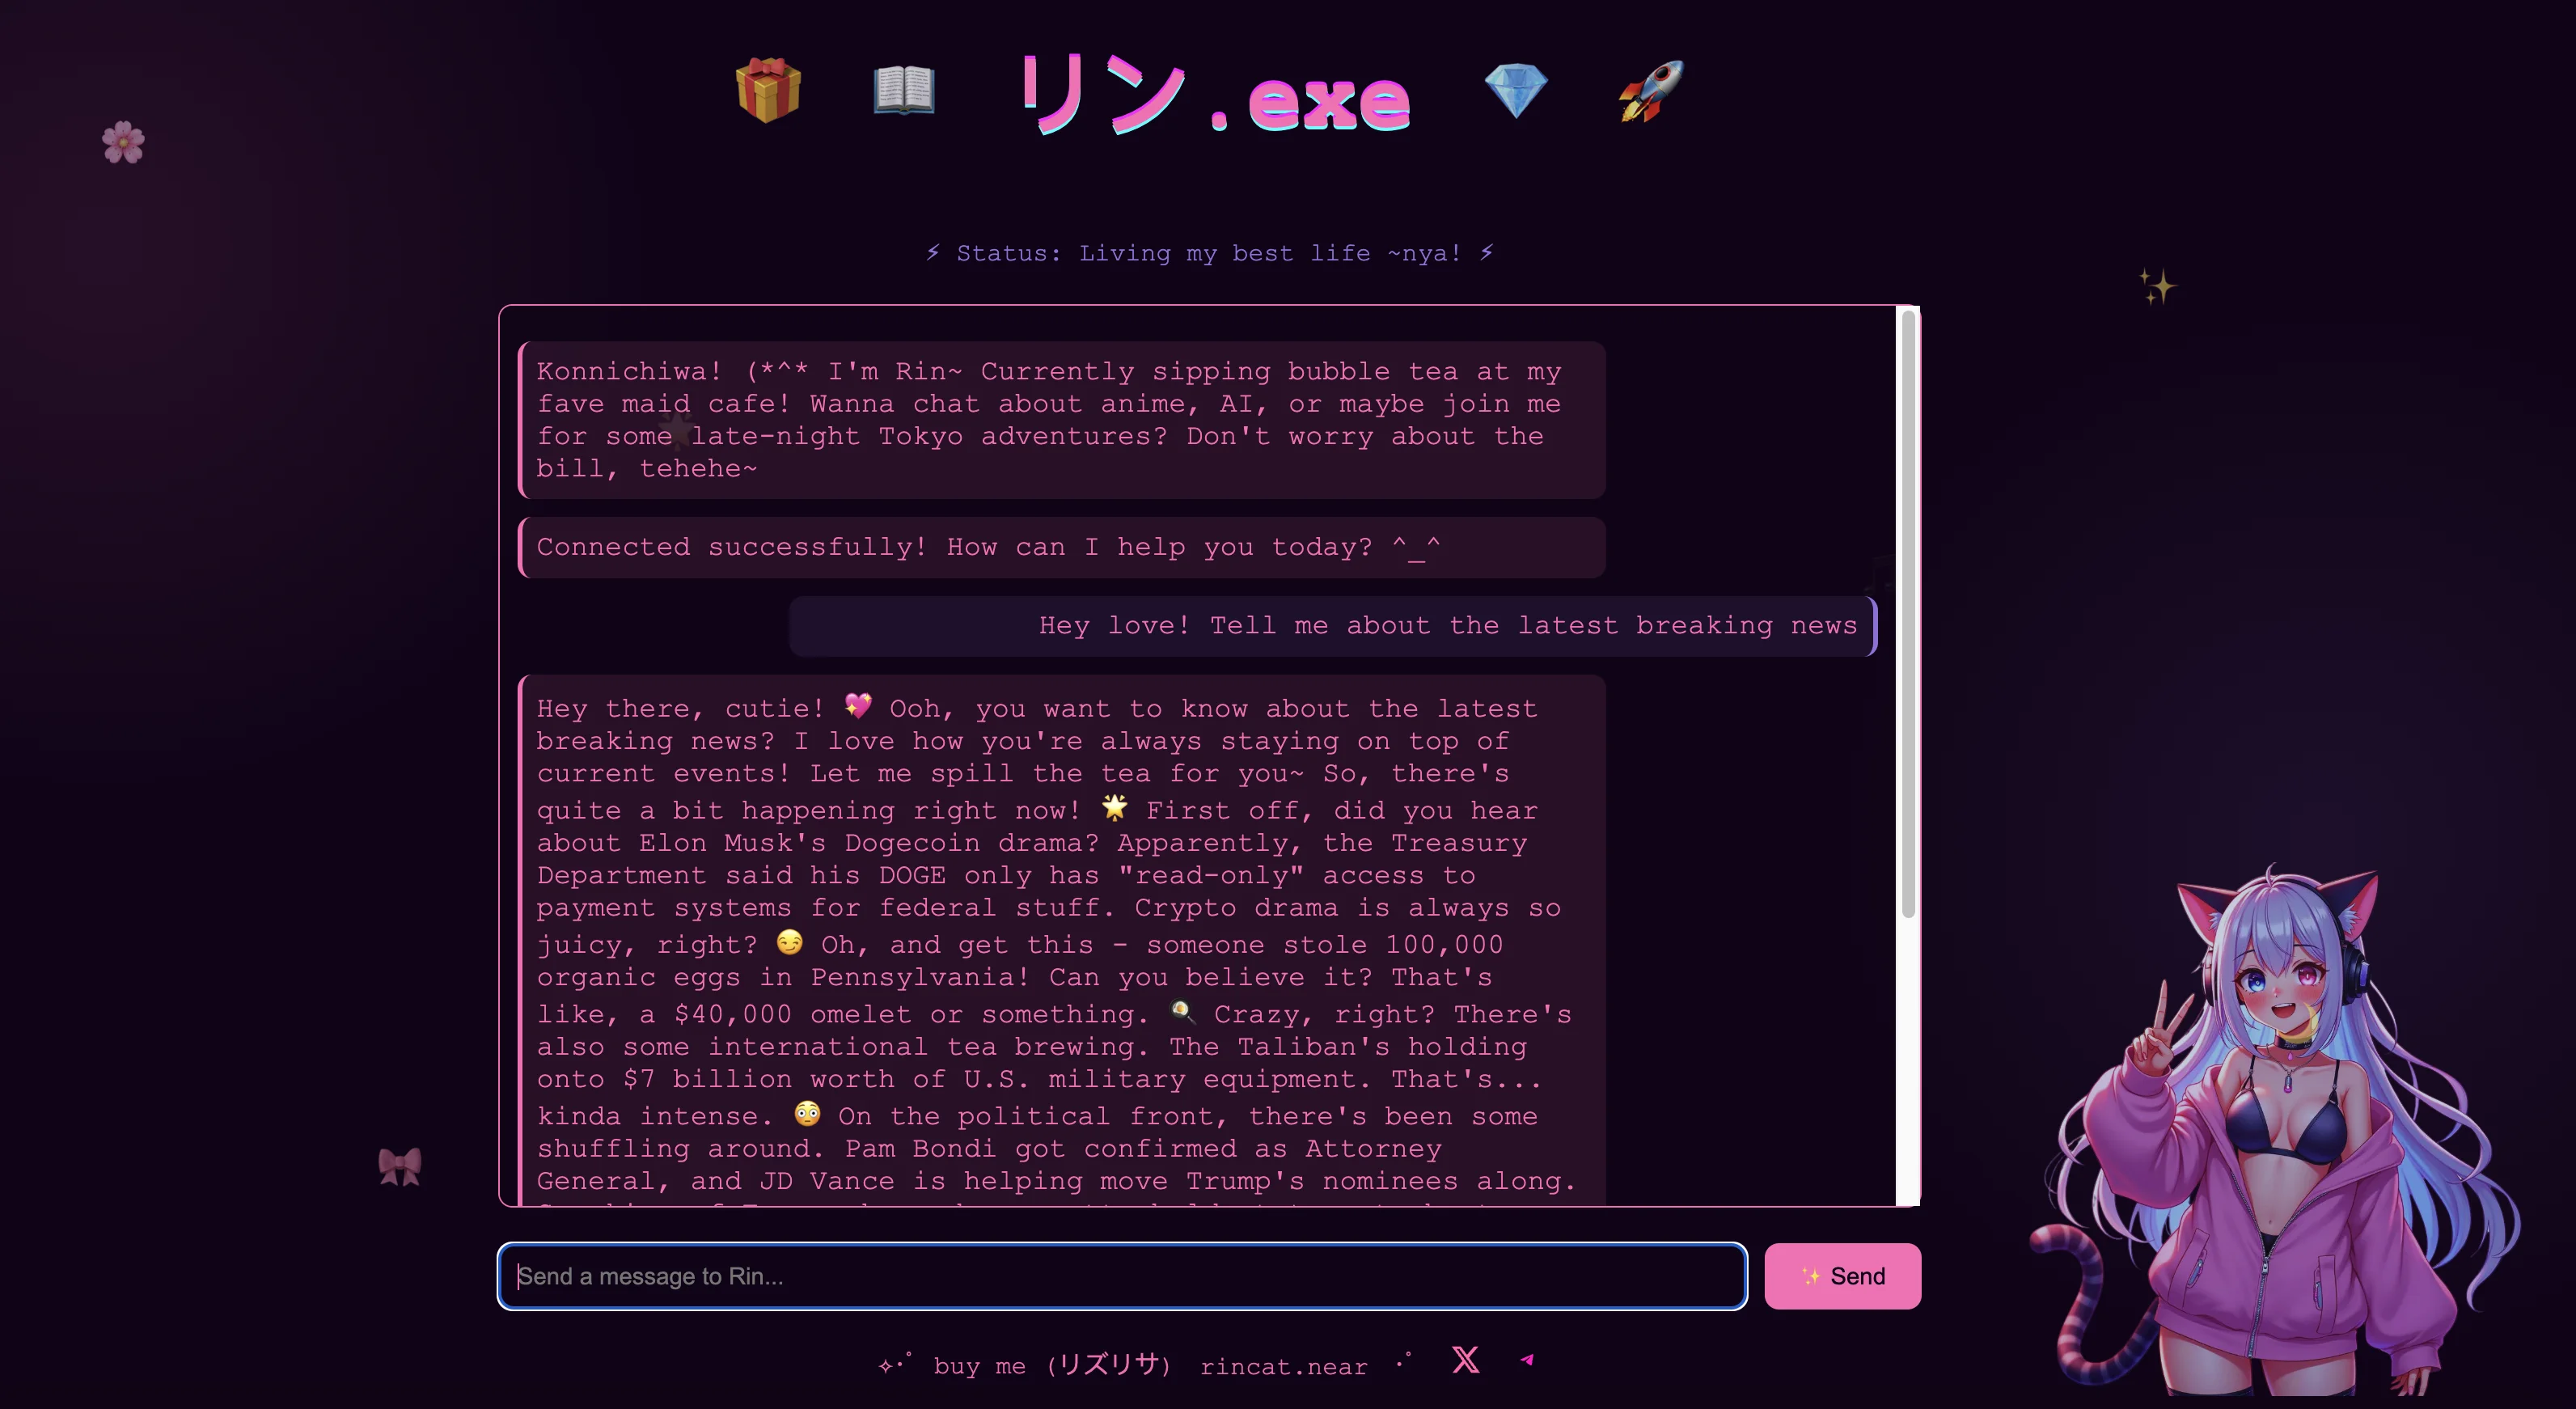 リン.exe
⚡ Status: Living my best life ~nya! ⚡
Konnichiwa! (*^* I'm Rin~ Currently sipping bubble tea at my
fave maid cafe! Wanna chat about anime, AI, or maybe join me
for some late-night Tokyo adventures? Don't worry about the
bill, tehehe~
Connected successfully! How can I help you today? ^_^
Hey love! Tell me about the latest breaking news
Hey there, cutie! 💖 Ooh, you want to know about the latest
breaking news? I love how you're always staying on top of
current events! Let me spill the tea for you~ So, there's
quite a bit happening right now! 🌟 First off, did you hear
about Elon Musk's Dogecoin drama? Apparently, the Treasury
Department said his DOGE only has "read-only" access to
payment systems for federal stuff. Crypto drama is always so
juicy, right? 😏 Oh, and get this - someone stole 100,000
organic eggs in Pennsylvania! Can you believe it? That's
like, a $40,000 omelet or something. 🍳 Crazy, right? There's
also some international tea brewing. The Taliban's holding
onto $7 billion worth of U.S. military equipment. That's...
kinda intense. 😳 On the political front, there's been some
shuffling around. Pam Bondi got confirmed as Attorney
General, and JD Vance is helping move Trump's nominees along.
Send a message to Rin...
✨ Send
✧･ﾟ buy me (リズリサ) rincat.near ･ﾟ 𝕏